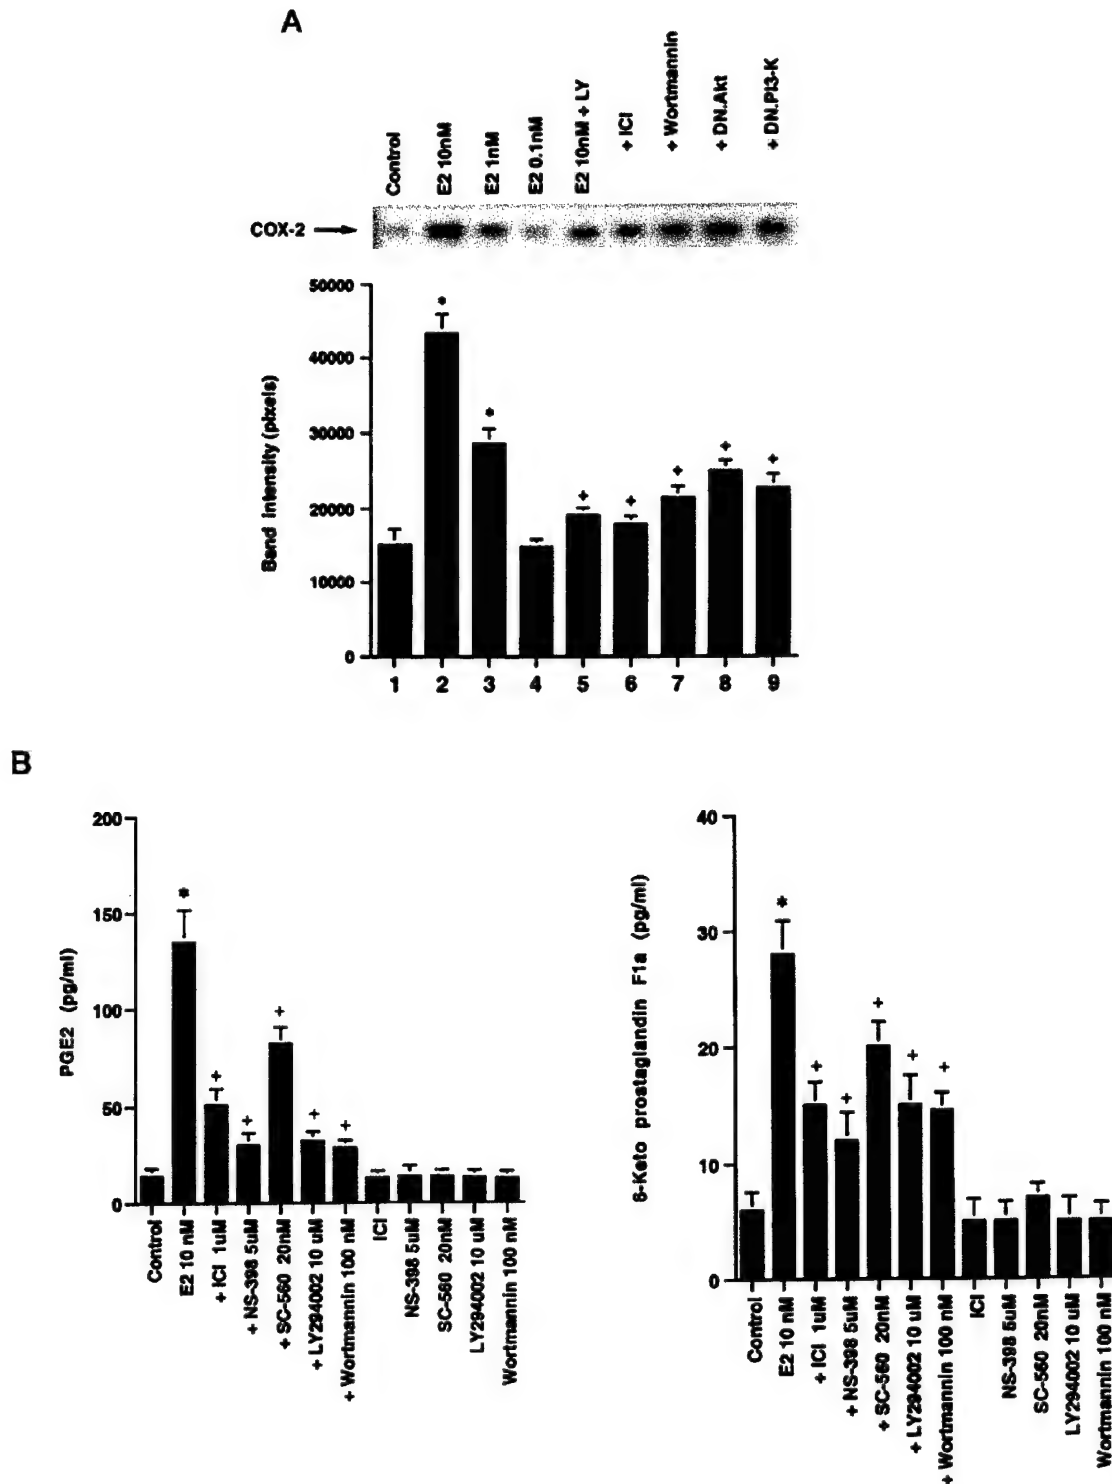 A
Control
E2 10nM
E2 1nM
E2 0.1nM
E2 10nM + LY
+ ICI
+ Wortmannin
+ DN.Akt
+ DN.PI3-K
COX-2
50000
40000
30000
20000
10000
0
Band intensity (pixels)
*
*
+
+
+
+
+
1
2
3
4
5
6
7
8
9
B
200
150
100
50
0
PGE2 (pg/ml)
*
+
+
+
+
+
Control
E2 10 nM
+ ICI 1uM
+ NS-398 5uM
+ SC-560 20nM
+ LY294002 10 uM
+ Wortmannin 100 nM
ICI
NS-398 5uM
SC-560 20nM
LY294002 10 uM
Wortmannin 100 nM
40
30
20
10
0
6-Keto prostaglandin F1a (pg/ml)
*
+
+
+
+
+
Control
E2 10 nM
+ ICI 1uM
+ NS-398 5uM
+ SC-560 20nM
+ LY294002 10 uM
+ Wortmannin 100 nM
ICI
NS-398 5uM
SC-560 20nM
LY294002 10 uM
Wortmannin 100 nM